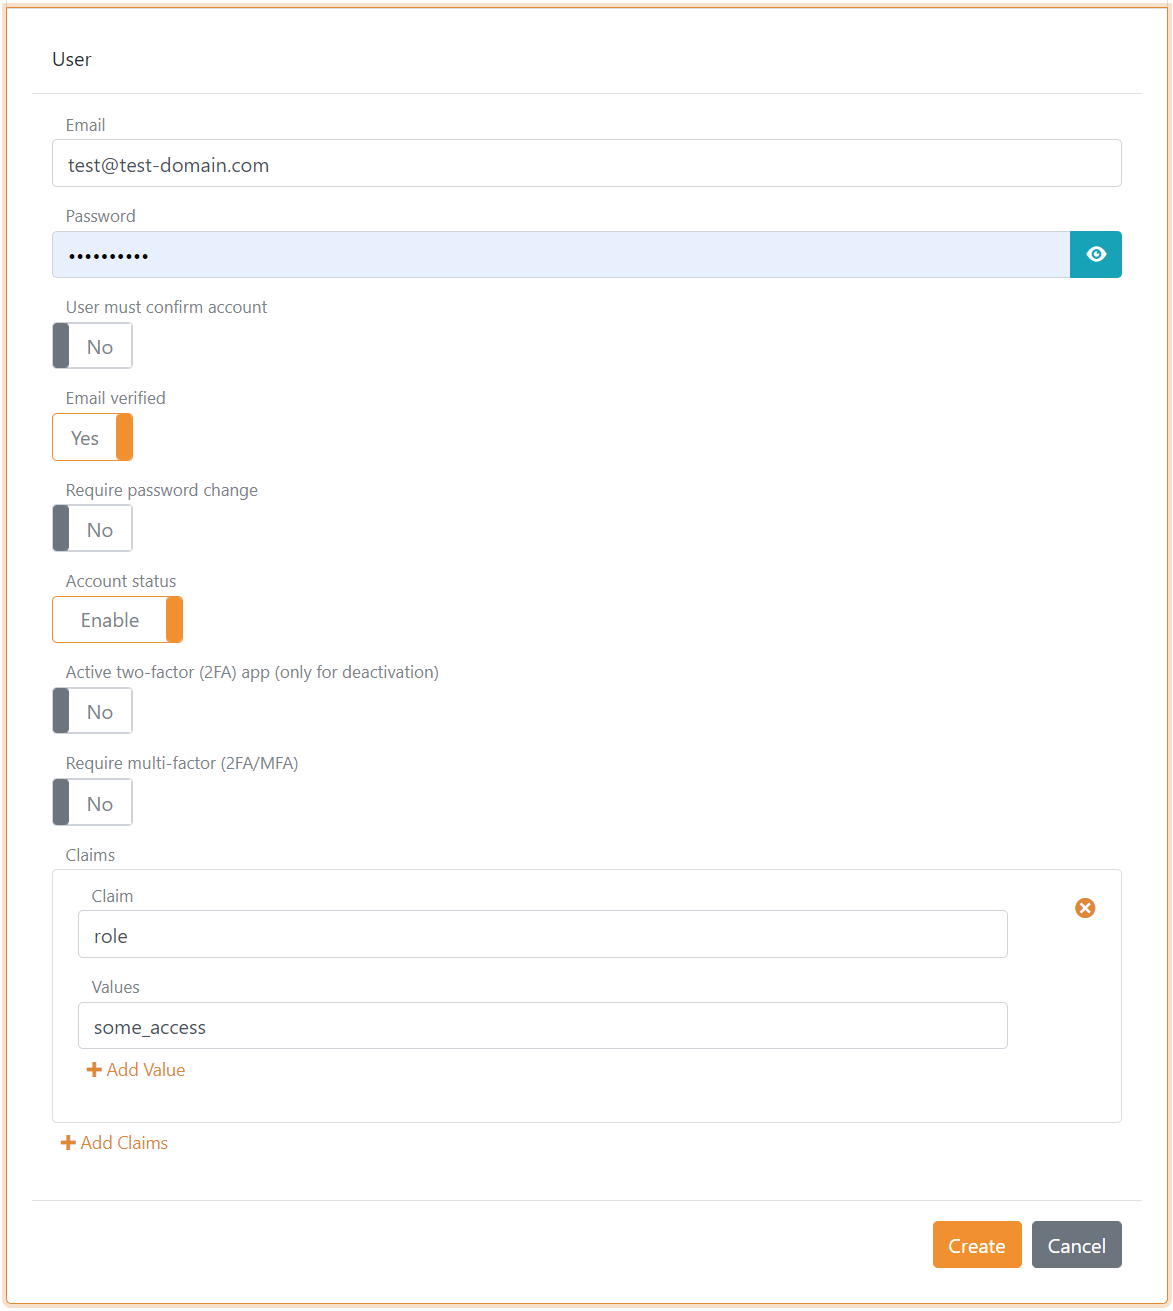 User
Email
test@test-domain.com
Password
••••••••••
User must confirm account
No
Email verified
Yes
Require password change
No
Account status
Enable
Active two-factor (2FA) app (only for deactivation)
No
Require multi-factor (2FA/MFA)
No
Claims
Claim
role
Values
some_access
Add Value
Add Claims
Create Cancel